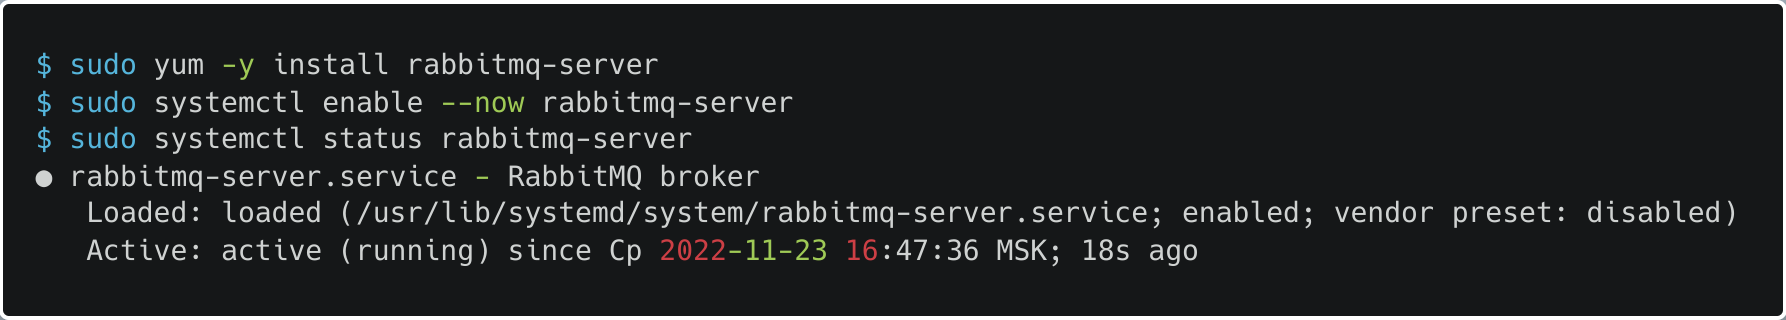 $ sudo yum -y install rabbitmq-server
$ sudo systemctl enable --now rabbitmq-server
$ sudo systemctl status rabbitmq-server
● rabbitmq-server.service - RabbitMQ broker
Loaded: loaded (/usr/lib/systemd/system/rabbitmq-server.service; enabled; vendor preset: disabled)
Active: active (running) since Ср 2022-11-23 16:47:36 MSK; 18s ago